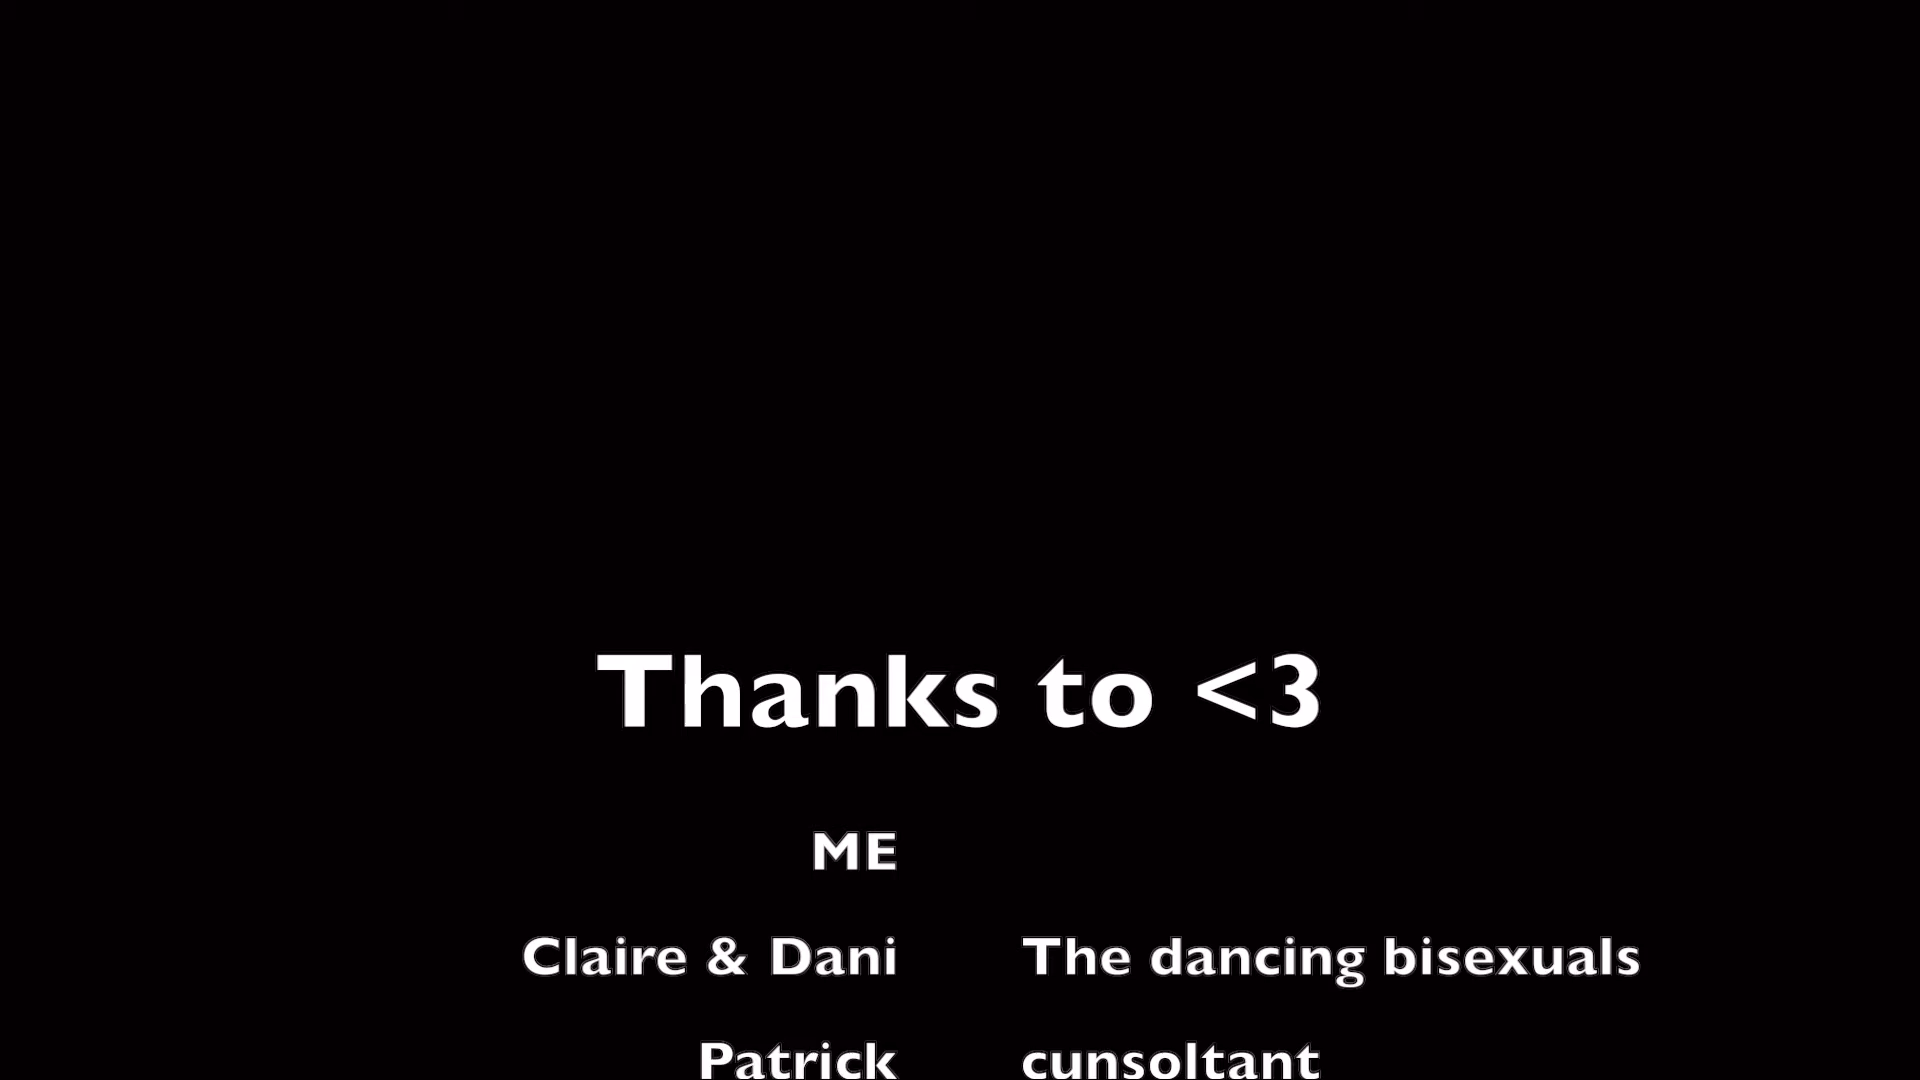 Thanks to <3
ME
Claire & Dani The dancing bisexuals
Patrick cunsoltant